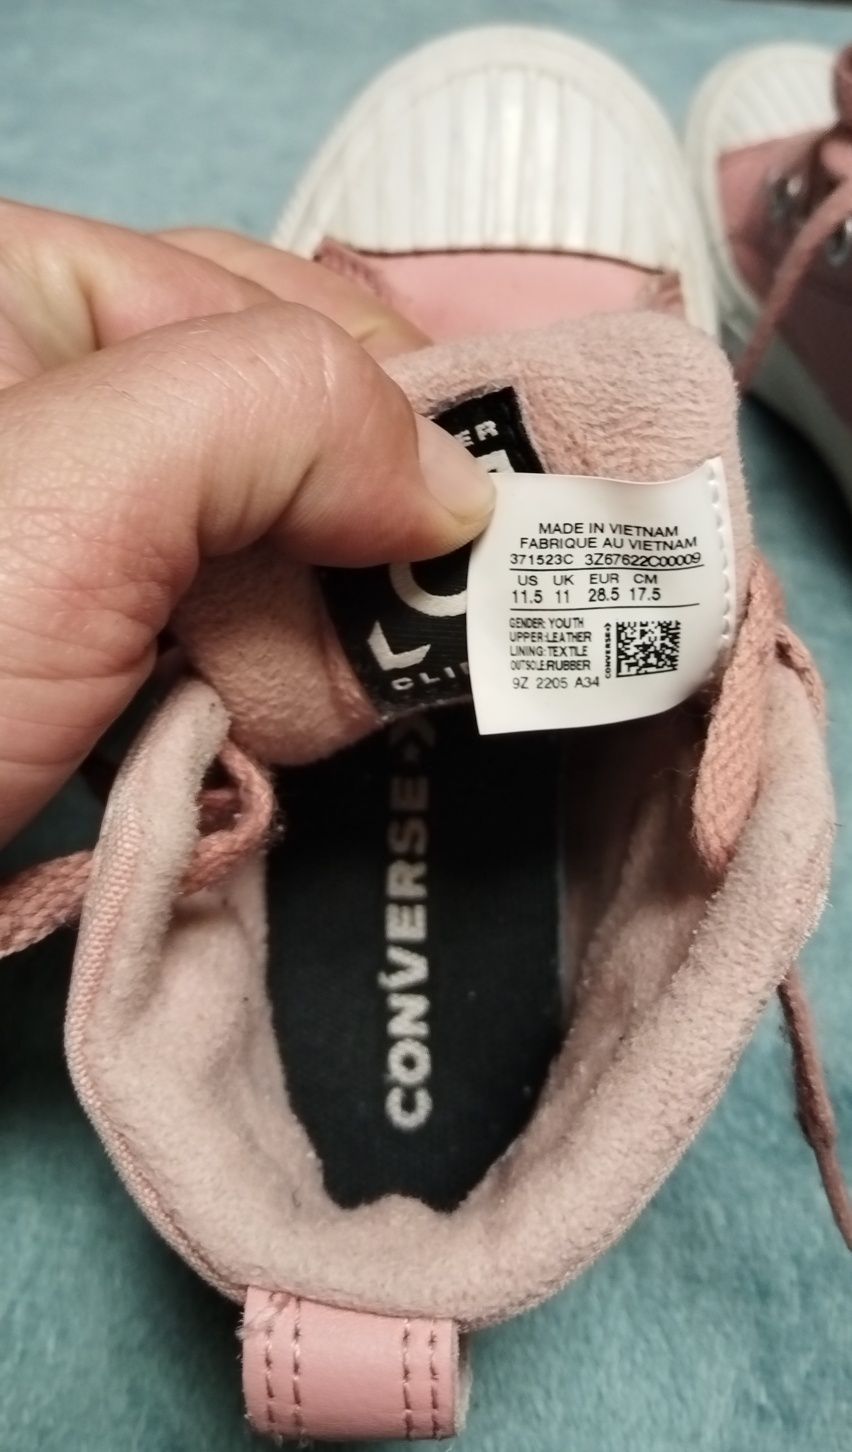 MADE IN VIETNAM
FABRIQUE AU VIETNAM
371523C 3Z67622C00009
US UK EUR CM
11.5 11 28.5 17.5
GENDER: YOUTH
UPPER:LEATHER
LINING:TEXTILE
OUTSOLE:RUBBER
CONVERSE
9Z 2205 A34
CONVERSE